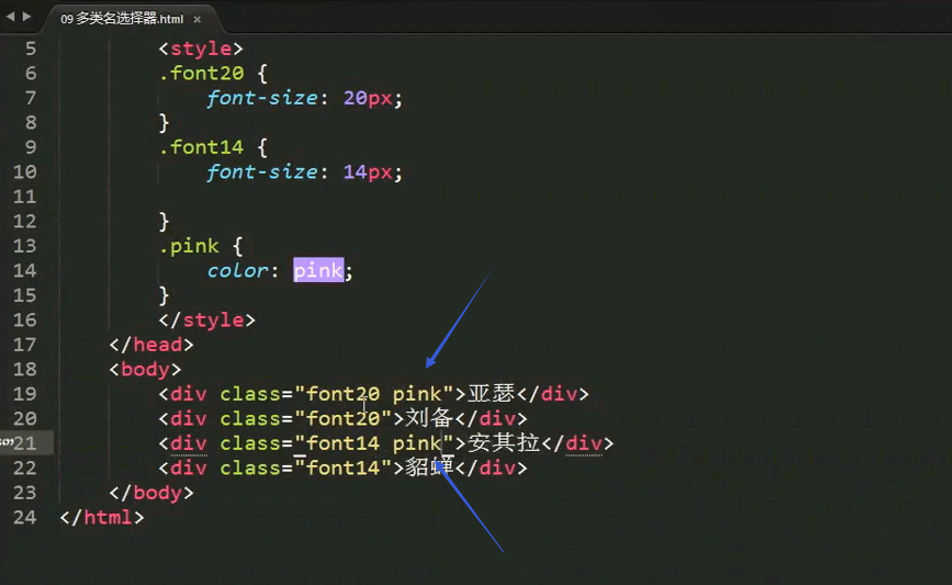 09 多类名选择器.html ×
5 <style>
6 .font20 {
7 font-size: 20px;
8 }
9 .font14 {
10 font-size: 14px;
11
12 }
13 .pink {
14 color: pink;
15 }
16 </style>
17 </head>
18 <body>
19 <div class="font20 pink">亚瑟</div>
20 <div class="font20">刘备</div>
21 <div class="font14 pink">安其拉</div>
22 <div class="font14">貂蝉</div>
23 </body>
24 </html>